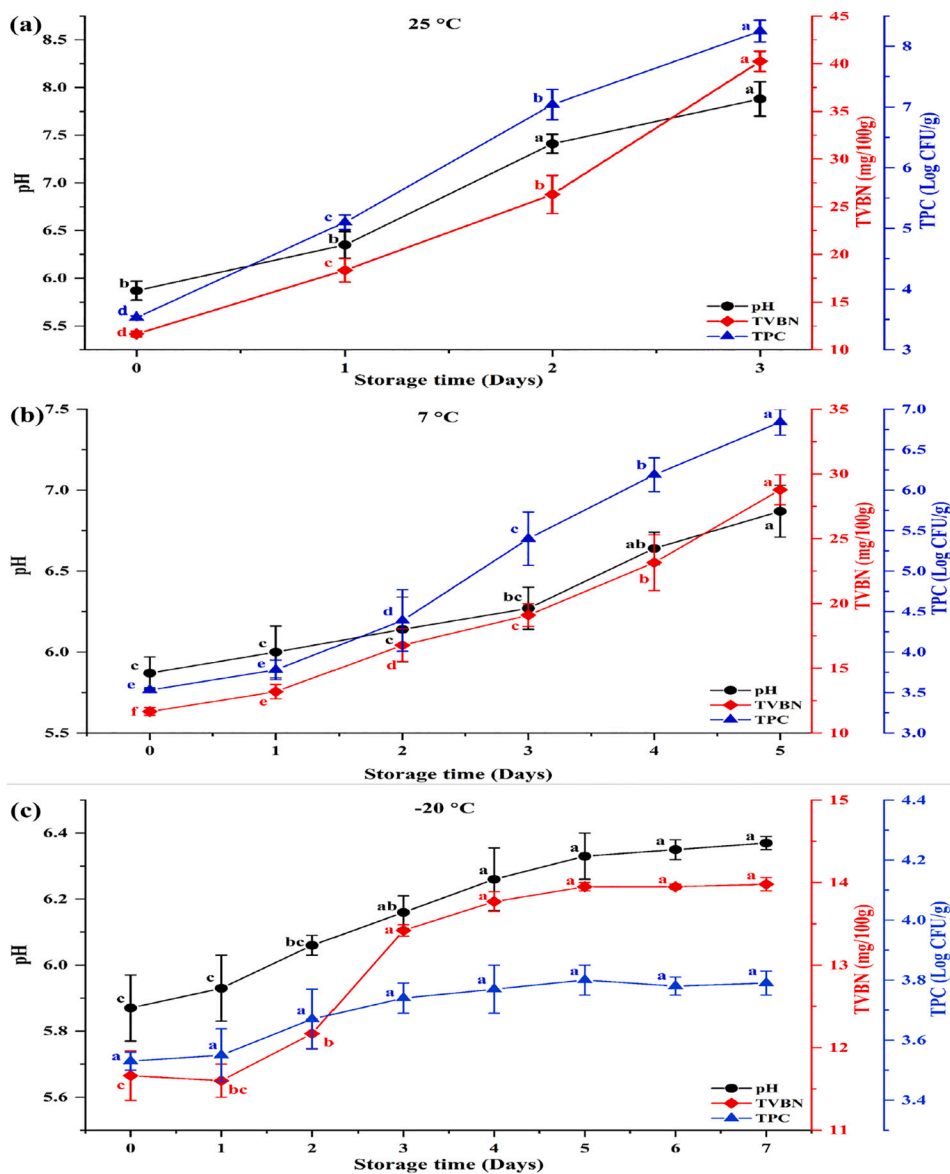 (a) 25 °C
8.5
8.0
7.5
7.0
6.5
6.0
5.5
pH
40
35
30
25
20
15
10
TVBN (mg/100g)
8
7
6
5
4
3
TPC (Log CFU/g)
b b a a
d c b a
d c b a
pH
TVBN
TPC
0 1 2 3
Storage time (Days)
(b) 7 °C
7.5
7.0
6.5
6.0
5.5
pH
35
30
25
20
15
10
TVBN (mg/100g)
7.0
6.5
6.0
5.5
5.0
4.5
4.0
3.5
3.0
TPC (Log CFU/g)
c c c bc ab a
f e d c b a
e e d c b a
pH
TVBN
TPC
0 1 2 3 4 5
Storage time (Days)
(c) -20 °C
6.4
6.2
6.0
5.8
5.6
pH
15
14
13
12
11
TVBN (mg/100g)
4.4
4.2
4.0
3.8
3.6
3.4
TPC (Log CFU/g)
c c bc ab a a a a
c bc b a a a a a
a a a a a a a a
pH
TVBN
TPC
0 1 2 3 4 5 6 7
Storage time (Days)